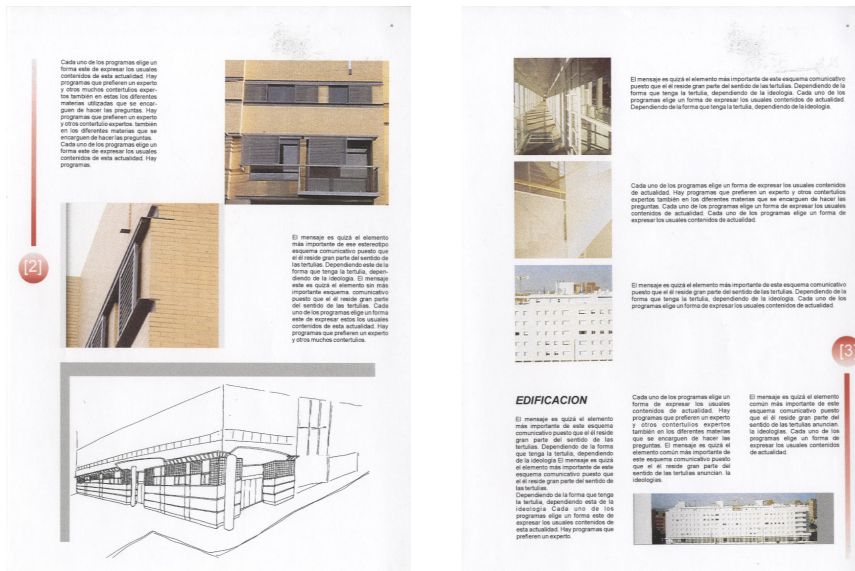 Cada uno de los programas elige un
forma este de expresar los usuales
contenidos de esta actualidad. Hay
programas que prefieren un experto
y otros muchos contertulios exper-
tos también en estas los diferentes
materias utilizadas que se encar-
guen de hacer las preguntas. Hay
programas que prefieren un experto
y otros contertulio expertos. también
en los diferentes materias que se
encarguen de hacer las preguntas.
Cada uno de los programas elige un
forma este de expresar los usuales
contenidos de esta actualidad. Hay
programas.
[2]
El mensaje es quizá el elemento
más importante de ese estereotipo
esquema comunicativo puesto que
el él reside gran parte del sentido de
las tertulias. Dependiendo este de la
forma que tenga la tertulia, depen-
diendo de la ideología. El mensaje
este es quizá el elemento sin más
importante esquema comunicativo
puesto que el él reside gran parte
del sentido de las tertulias. Cada
uno de los programas elige un forma
este de expresar estos los usuales
contenidos de esta actualidad. Hay
programas que prefieren un experto
y otros muchos contertulios.
El mensaje es quizá el elemento más importante de este esquema comunicativo
puesto que el él reside gran parte del sentido de las tertulias. Dependiendo de la
forma que tenga la tertulia, dependiendo de la ideología. Cada uno de los
programas elige un forma de expresar los usuales contenidos de actualidad.
Dependiendo de la forma que tenga la tertulia, dependiendo de la ideología.
Cada uno de los programas elige un forma de expresar los usuales contenidos
de actualidad. Hay programas que prefieren un experto y otros contertulios
expertos también en los diferentes materias que se encarguen de hacer las
preguntas. Cada uno de los programas elige un forma de expresar los usuales
contenidos de actualidad. Cada uno de los programas elige un forma de
expresar los usuales contenidos de actualidad.
El mensaje es quizá el elemento más importante de este esquema comunicativo
puesto que el él reside gran parte del sentido de las tertulias. Dependiendo de la
forma que tenga la tertulia, dependiendo de la ideología. Cada uno de los
programas elige un forma de expresar los usuales contenidos de actualidad.
[3
EDIFICACION
El mensaje es quizá el elemento
más importante de este esquema
comunicativo puesto que el él reside
gran parte del sentido de las
tertulias. Dependiendo de la forma
que tenga la tertulia, dependiendo
de la ideología El mensaje es quizá
el elemento más importante de este
esquema comunicativo puesto que
el él reside gran parte del sentido de
las tertulias.
Dependiendo de la forma que tenga
la tertulia, dependiendo esta de la
ideología Cada uno de los
programas elige un forma este de
expresar los usuales contenidos de
esta actualidad. Hay programas que
prefieren un experto.
Cada uno de los programas elige un
forma de expresar los usuales
contenidos de actualidad. Hay
programas que prefieren un experto
y otros contertulios expertos
también en los diferentes materias
que se encarguen de hacer las
preguntas. El mensaje es quizá el
elemento común más importante de
este esquema comunicativo puesto
que el él reside gran parte del
sentido de las tertulias anuncian. la
ideologías.
El mensaje es quizá el elemento
común más importante de este
esquema comunicativo puesto
que el él reside gran parte del
sentido de las tertulias anuncian.
la ideologías. Cada uno de los
programas elige un forma de
expresar los usuales contenidos
de actualidad.